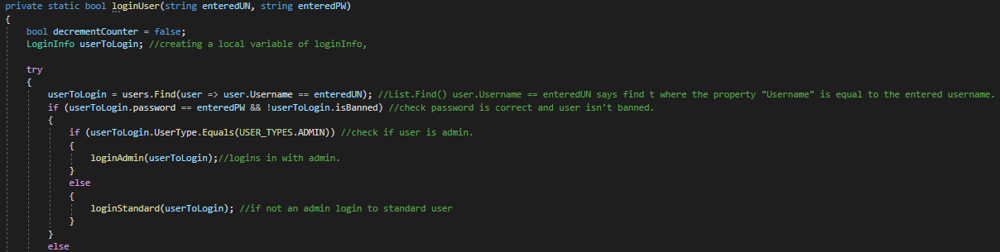 private static bool loginUser(string enteredUN, string enteredPW)
{
bool decrementCounter = false;
LoginInfo userToLogin; //creating a local variable of loginInfo,
try
{
userToLogin = users.Find(user => user.Username == enteredUN); //List.Find() user.Username == enteredUN says find t where the property "Username" is equal to the entered username.
if (userToLogin.password == enteredPW && !userToLogin.isBanned) //check password is correct and user isn't banned.
{
if (userToLogin.UserType.Equals(USER_TYPES.ADMIN)) //check if user is admin.
{
loginAdmin(userToLogin);//logins in with admin.
}
else
{
loginStandard(userToLogin); //if not an admin login to standard user
}
}
else